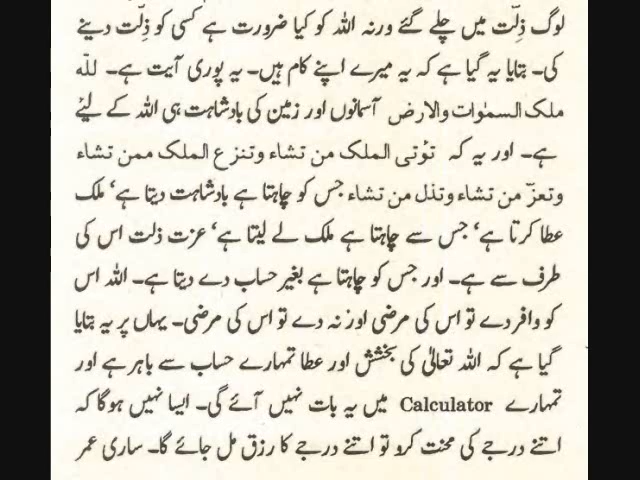 لوگ ذِلّت میں چلے گئے ورنہ اللہ کو کیا ضرورت ہے کسی کو ذِلّت دینے
کی۔ بتایا یہ گیا ہے کہ یہ میرے اپنے کام ہیں۔ یہ پوری آیت ہے۔ للّٰہ
ملک السمٰوات والارض آسمانوں اور زمین کی بادشاہت ہی اللہ کے لیٔے
ہے۔ اور یہ کہ تؤتی الملک من تشاء وتنزع الملک ممن تشاء
وتعزّ من تشاء وتذل من تشاء جس کو چاہتا ہے بادشاہت دیتا ہے، ملک
عطا کرتا ہے، جس سے چاہتا ہے ملک لے لیتا ہے، عزت ذلت اس کی
طرف سے ہے۔ اور جس کو چاہتا ہے بغیر حساب دے دیتا ہے۔ اللہ اس
کو وافر دے تو اس کی مرضی اور نہ دے تو اس کی مرضی۔ یہاں پر یہ بتایا
گیا ہے کہ اللہ تعالیٰ کی بخشش اور عطا تمہارے حساب سے باہر ہے اور
تمہارے Calculator میں یہ بات نہیں آئے گی۔ ایسا نہیں ہوگا کہ
اتنے درجے کی محنت کرو تو اتنے درجے کا رزق مل جائے گا۔ ساری عمر